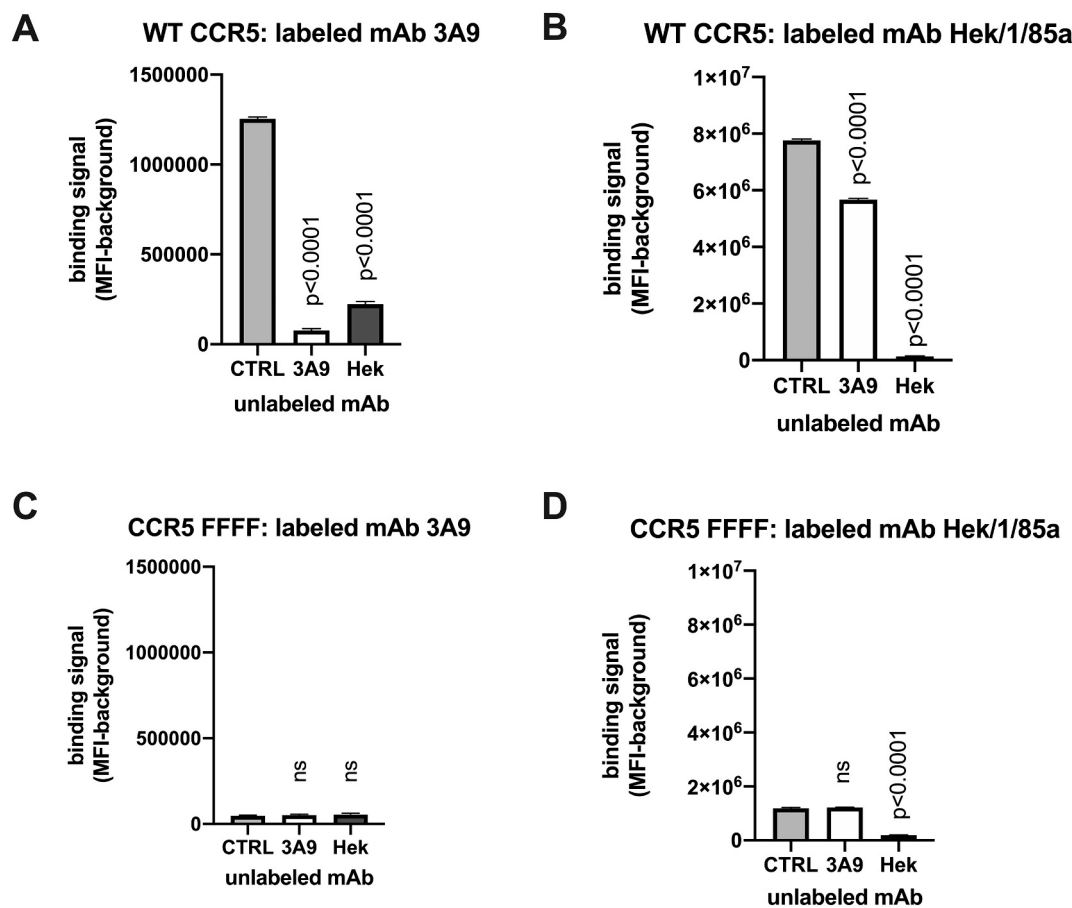 A
WT CCR5: labeled mAb 3A9
binding signal
(MFI-background)
1500000
1000000
500000
0
p<0.0001
p<0.0001
CTRL 3A9 Hek
unlabeled mAb
B
WT CCR5: labeled mAb Hek/1/85a
binding signal
(MFI-background)
1×10⁷
8×10⁶
6×10⁶
4×10⁶
2×10⁶
0
p<0.0001
p<0.0001
CTRL 3A9 Hek
unlabeled mAb
C
CCR5 FFFF: labeled mAb 3A9
binding signal
(MFI-background)
1500000
1000000
500000
0
ns
ns
CTRL 3A9 Hek
unlabeled mAb
D
CCR5 FFFF: labeled mAb Hek/1/85a
binding signal
(MFI-background)
1×10⁷
8×10⁶
6×10⁶
4×10⁶
2×10⁶
0
ns
p<0.0001
CTRL 3A9 Hek
unlabeled mAb